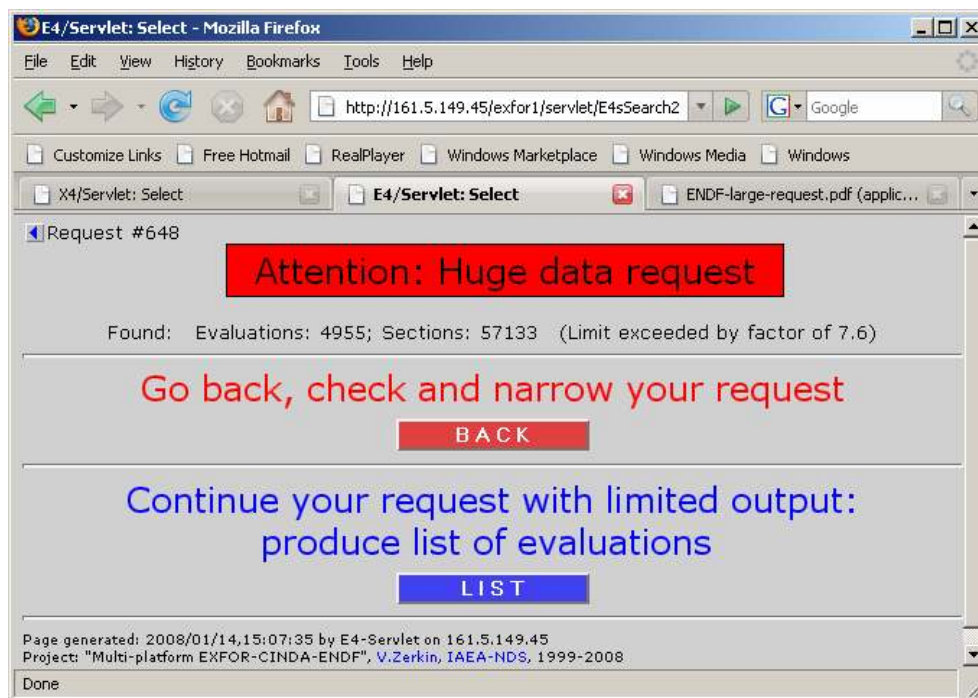 E4/Servlet: Select - Mozilla Firefox
File Edit View History Bookmarks Tools Help
http://161.5.149.45/exfor1/servlet/E4sSearch2 G Google
Customize Links Free Hotmail RealPlayer Windows Marketplace Windows Media Windows
X4/Servlet: Select E4/Servlet: Select ENDF-large-request.pdf (applic...
Request #648
Attention: Huge data request
Found: Evaluations: 4955; Sections: 57133 (Limit exceeded by factor of 7.6)
Go back, check and narrow your request
BACK
Continue your request with limited output:
produce list of evaluations
LIST
Page generated: 2008/01/14,15:07:35 by E4-Servlet on 161.5.149.45
Project: "Multi-platform EXFOR-CINDA-ENDF", V.Zerkin, IAEA-NDS, 1999-2008
Done